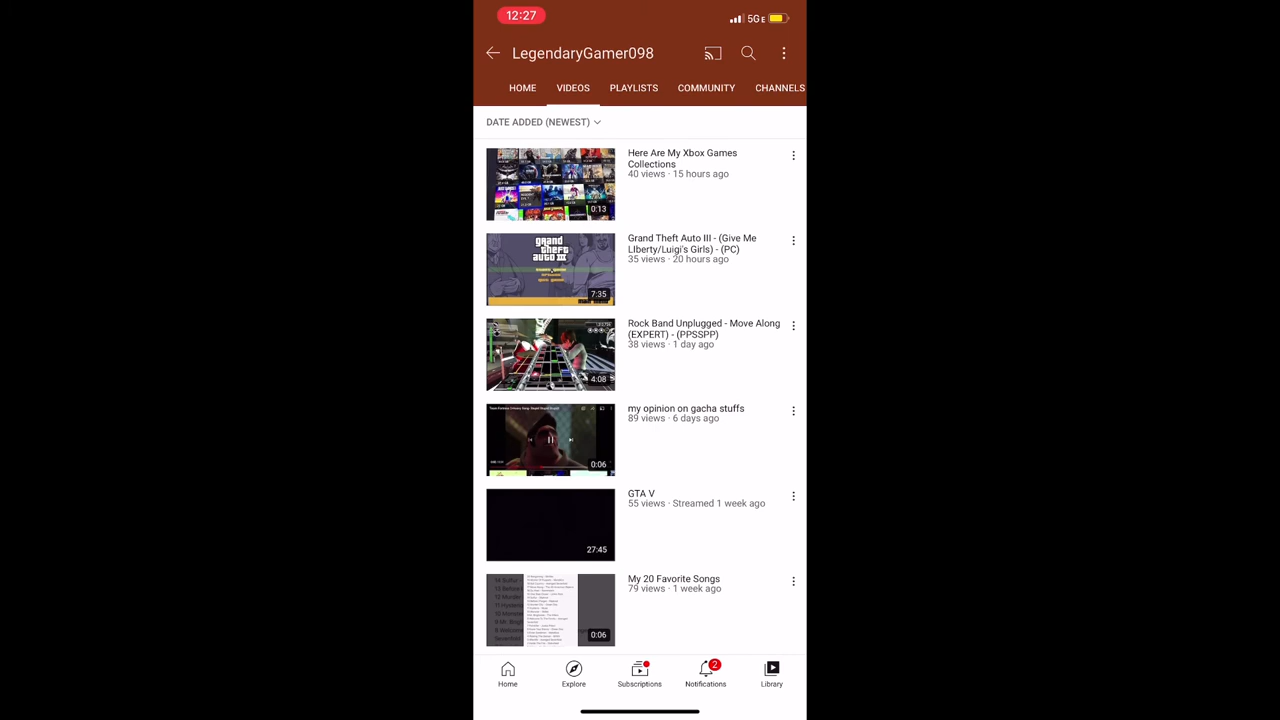 12:27
5GE
LegendaryGamer098
HOME VIDEOS PLAYLISTS COMMUNITY CHANNELS
DATE ADDED (NEWEST)
Here Are My Xbox Games
Collections
40 views · 15 hours ago
0:13
Grand Theft Auto III - (Give Me
LIberty/Luigi's Girls) - (PC)
35 views · 20 hours ago
grand
theft
auto III
7:35
Rock Band Unplugged - Move Along
(EXPERT) - (PPSSPP)
38 views · 1 day ago
4:08
my opinion on gacha stuffs
89 views · 6 days ago
0:06
GTA V
55 views · Streamed 1 week ago
27:45
My 20 Favorite Songs
79 views · 1 week ago
0:06
2
Home Explore Subscriptions Notifications Library